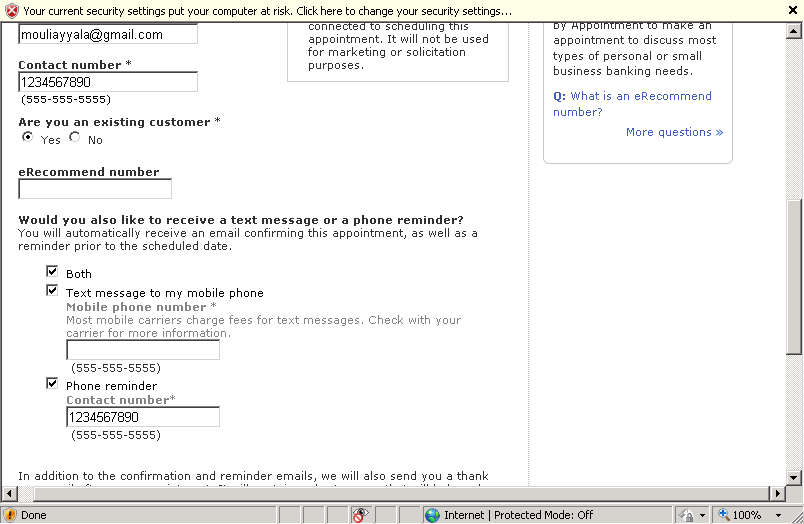 Your current security settings put your computer at risk. Click here to change your security settings...
mouliayyala@gmail.com
Contact number *
1234567890
(555-555-5555)
Are you an existing customer *
Yes No
eRecommend number
Would you also like to receive a text message or a phone reminder?
You will automatically receive an email confirming this appointment, as well as a
reminder prior to the scheduled date.
Both
Text message to my mobile phone
Mobile phone number *
Most mobile carriers charge fees for text messages. Check with your
carrier for more information.
(555-555-5555)
Phone reminder
Contact number*
1234567890
(555-555-5555)
In addition to the confirmation and reminder emails, we will also send you a thank
connected to scheduling this
appointment. It will not be used
for marketing or solicitation
purposes.
by Appointment to make an
appointment to discuss most
types of personal or small
business banking needs.
Q: What is an eRecommend
number?
More questions »
Done
Internet | Protected Mode: Off
100%